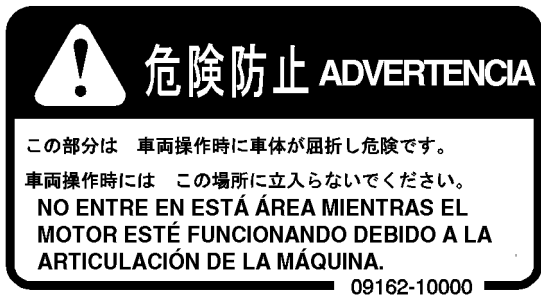 危険防止 ADVERTENCIA
この部分は 車両操作時に車体が屈折し危険です。
車両操作時には この場所に立入らないでください。
NO ENTRE EN ESTÁ ÁREA MIENTRAS EL
MOTOR ESTÉ FUNCIONANDO DEBIDO A LA
ARTICULACIÓN DE LA MÁQUINA.
09162-10000